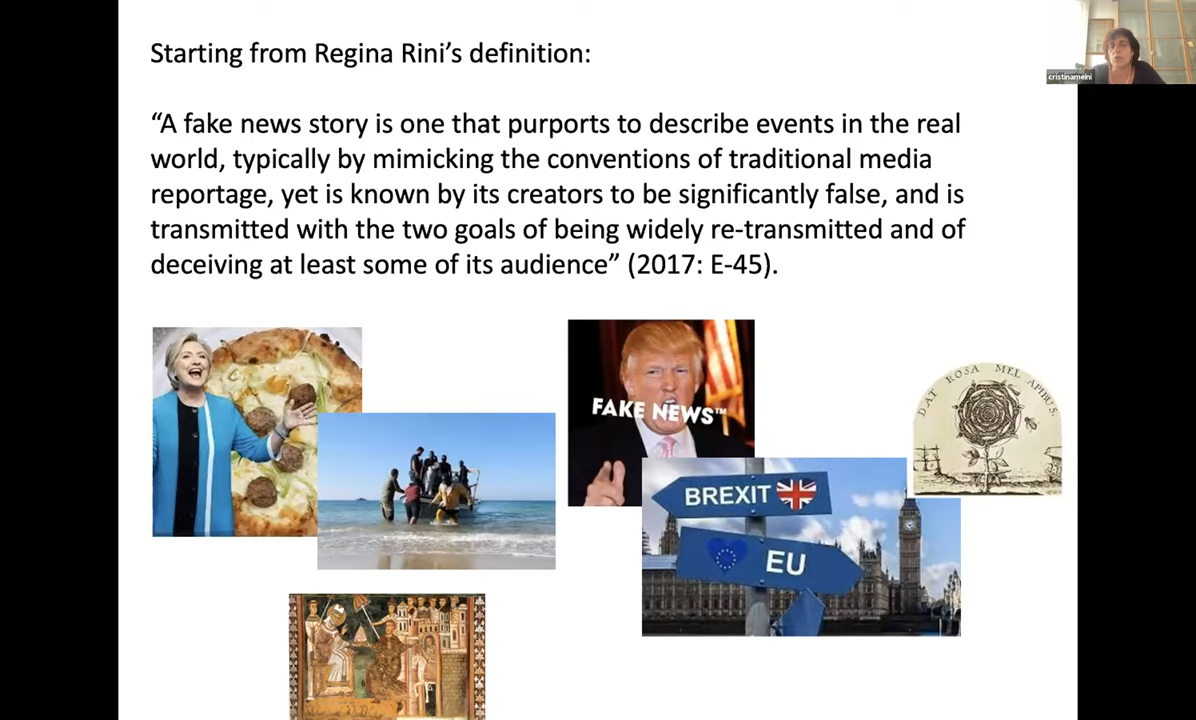 Starting from Regina Rini’s definition:
“A fake news story is one that purports to describe events in the real
world, typically by mimicking the conventions of traditional media
reportage, yet is known by its creators to be significantly false, and is
transmitted with the two goals of being widely re-transmitted and of
deceiving at least some of its audience” (2017: E-45).
cristinameini
FAKE NEWS™
DAT ROSA MEL APIBUS.
BREXIT
EU